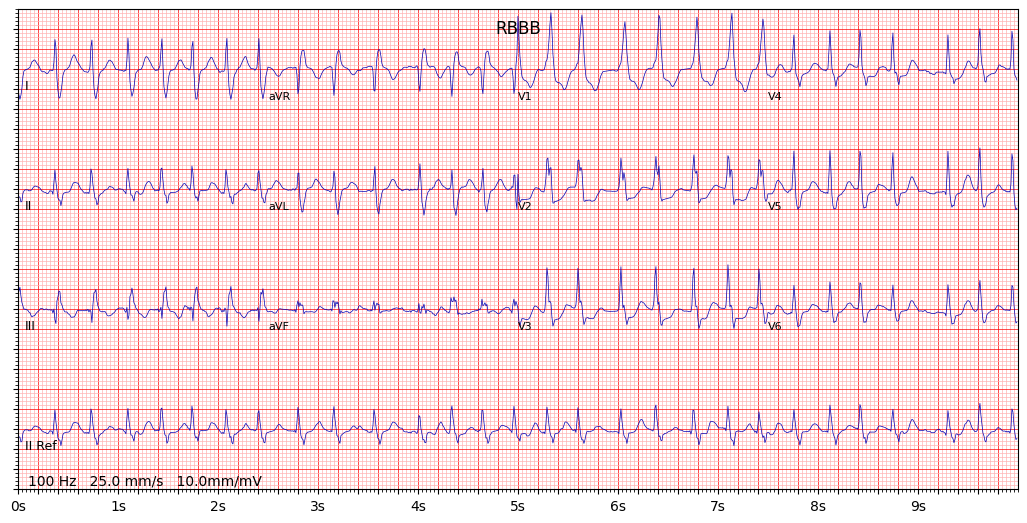 RBBB
I
aVR
V1
V4
II
aVL
V2
V5
III
aVF
V3
V6
II Ref
100 Hz 25.0 mm/s 10.0mm/mV
0s 1s 2s 3s 4s 5s 6s 7s 8s 9s